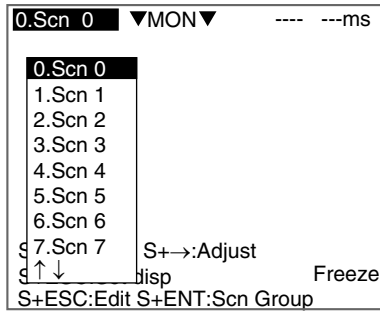 0.Scn 0 ▼MON▼ ---- ---ms
0.Scn 0
1.Scn 1
2.Scn 2
3.Scn 3
4.Scn 4
5.Scn 5
6.Scn 6
7.Scn 7
↑↓
S+→:Adjust
disp Freeze
S+ESC:Edit S+ENT:Scn Group